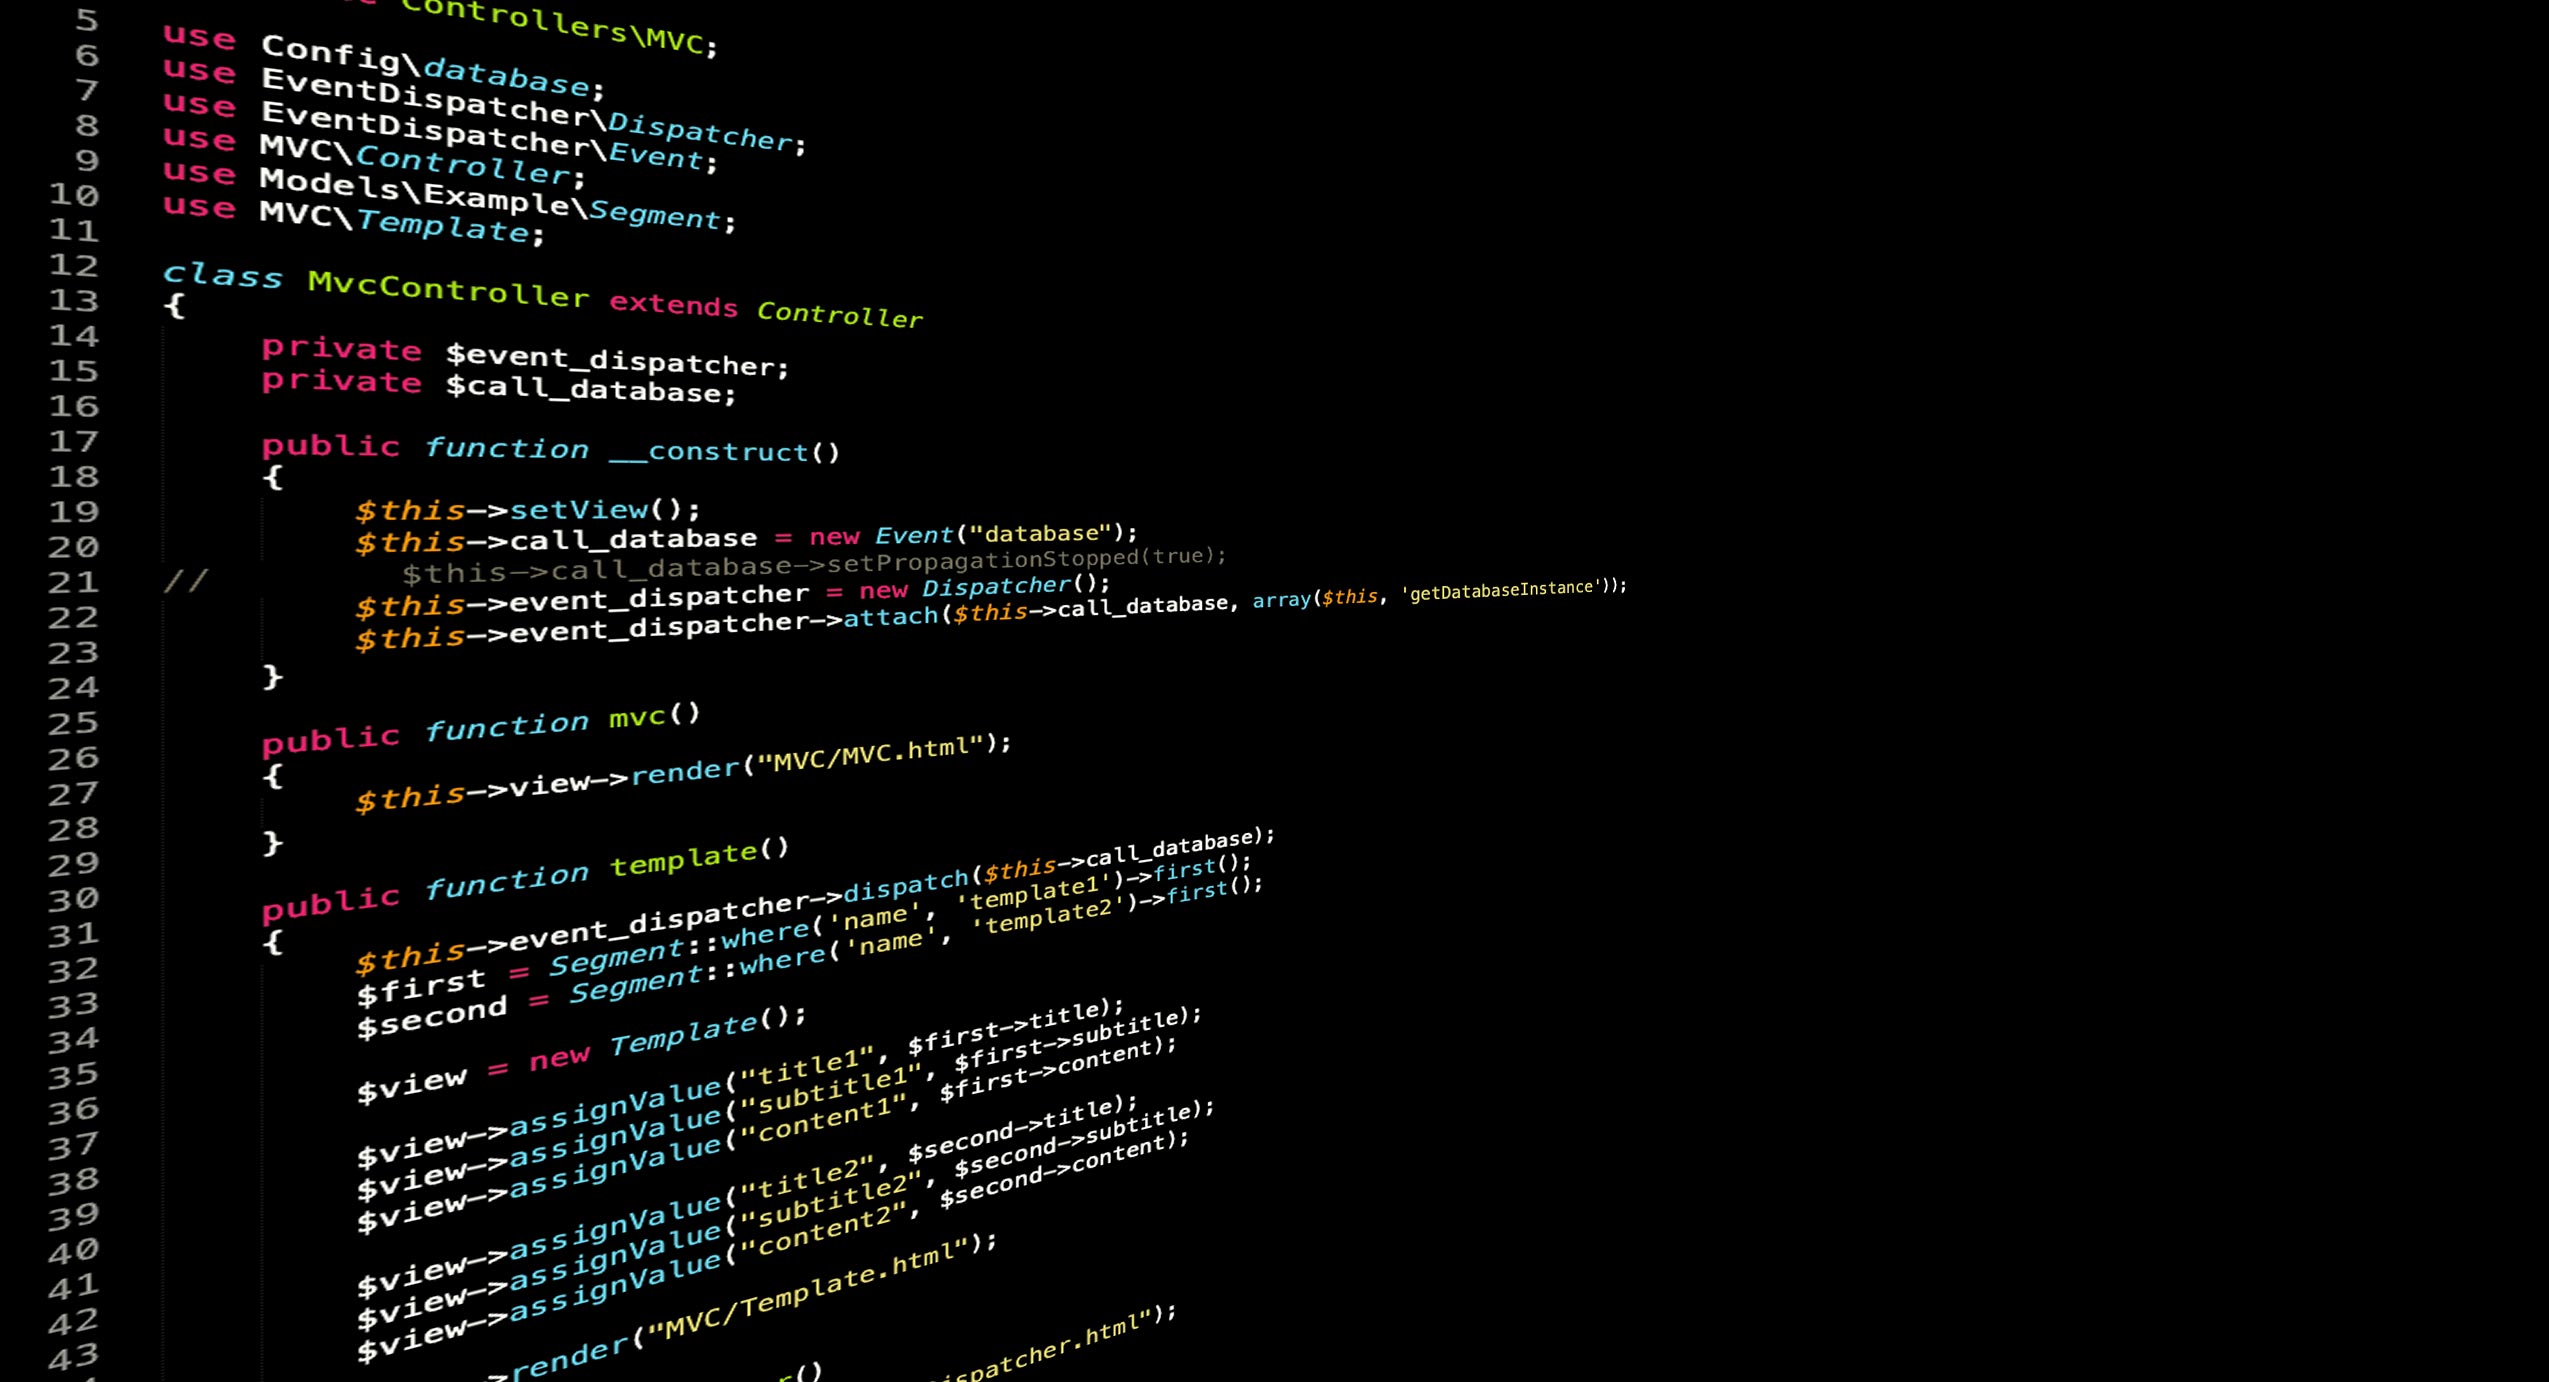 Controllers\MVC;
5
6 use Config\database;
7 use EventDispatcher\Dispatcher;
8 use EventDispatcher\Event;
9 use MVC\Controller;
10 use Models\Example\Segment;
11 use MVC\Template;
12
13 class MvcController extends Controller
14 {
15 private $event_dispatcher;
16 private $call_database;
17
18 public function __construct()
19 {
20 $this->setView();
21 $this->call_database = new Event("database");
// $this->call_database->setPropagationStopped(true);
22 $this->event_dispatcher = new Dispatcher();
23 $this->event_dispatcher->attach($this->call_database, array($this, 'getDatabaseInstance'));
24 }
25
26 public function mvc()
27 {
28 $this->view->render("MVC/MVC.html");
29 }
30 public function template()
31 {
32 $this->event_dispatcher->dispatch($this->call_database);
33 $first = Segment::where('name', 'template1')->first();
34 $second = Segment::where('name', 'template2')->first();
35
36 $view = new Template();
37
38 $view->assignValue("title1", $first->title);
39 $view->assignValue("subtitle1", $first->subtitle);
40 $view->assignValue("content1", $first->content);
41
42 $view->assignValue("title2", $second->title);
43 $view->assignValue("subtitle2", $second->subtitle);
$view->assignValue("content2", $second->content);
>render("MVC/Template.html");
r()
ispatcher.html");